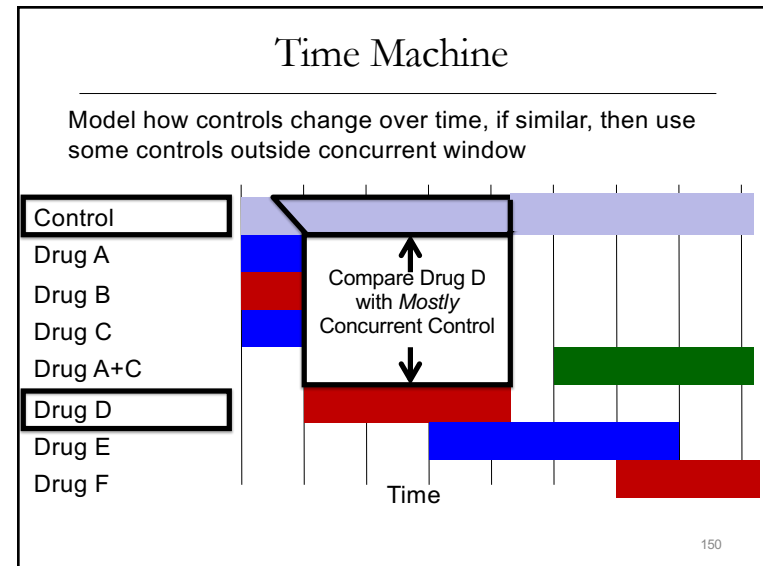 Time Machine
Model how controls change over time, if similar, then use
some controls outside concurrent window
Control
Drug A
Drug B
Drug C
Drug A+C
Drug D
Drug E
Drug F
Compare Drug D
with Mostly
Concurrent Control
Time
150